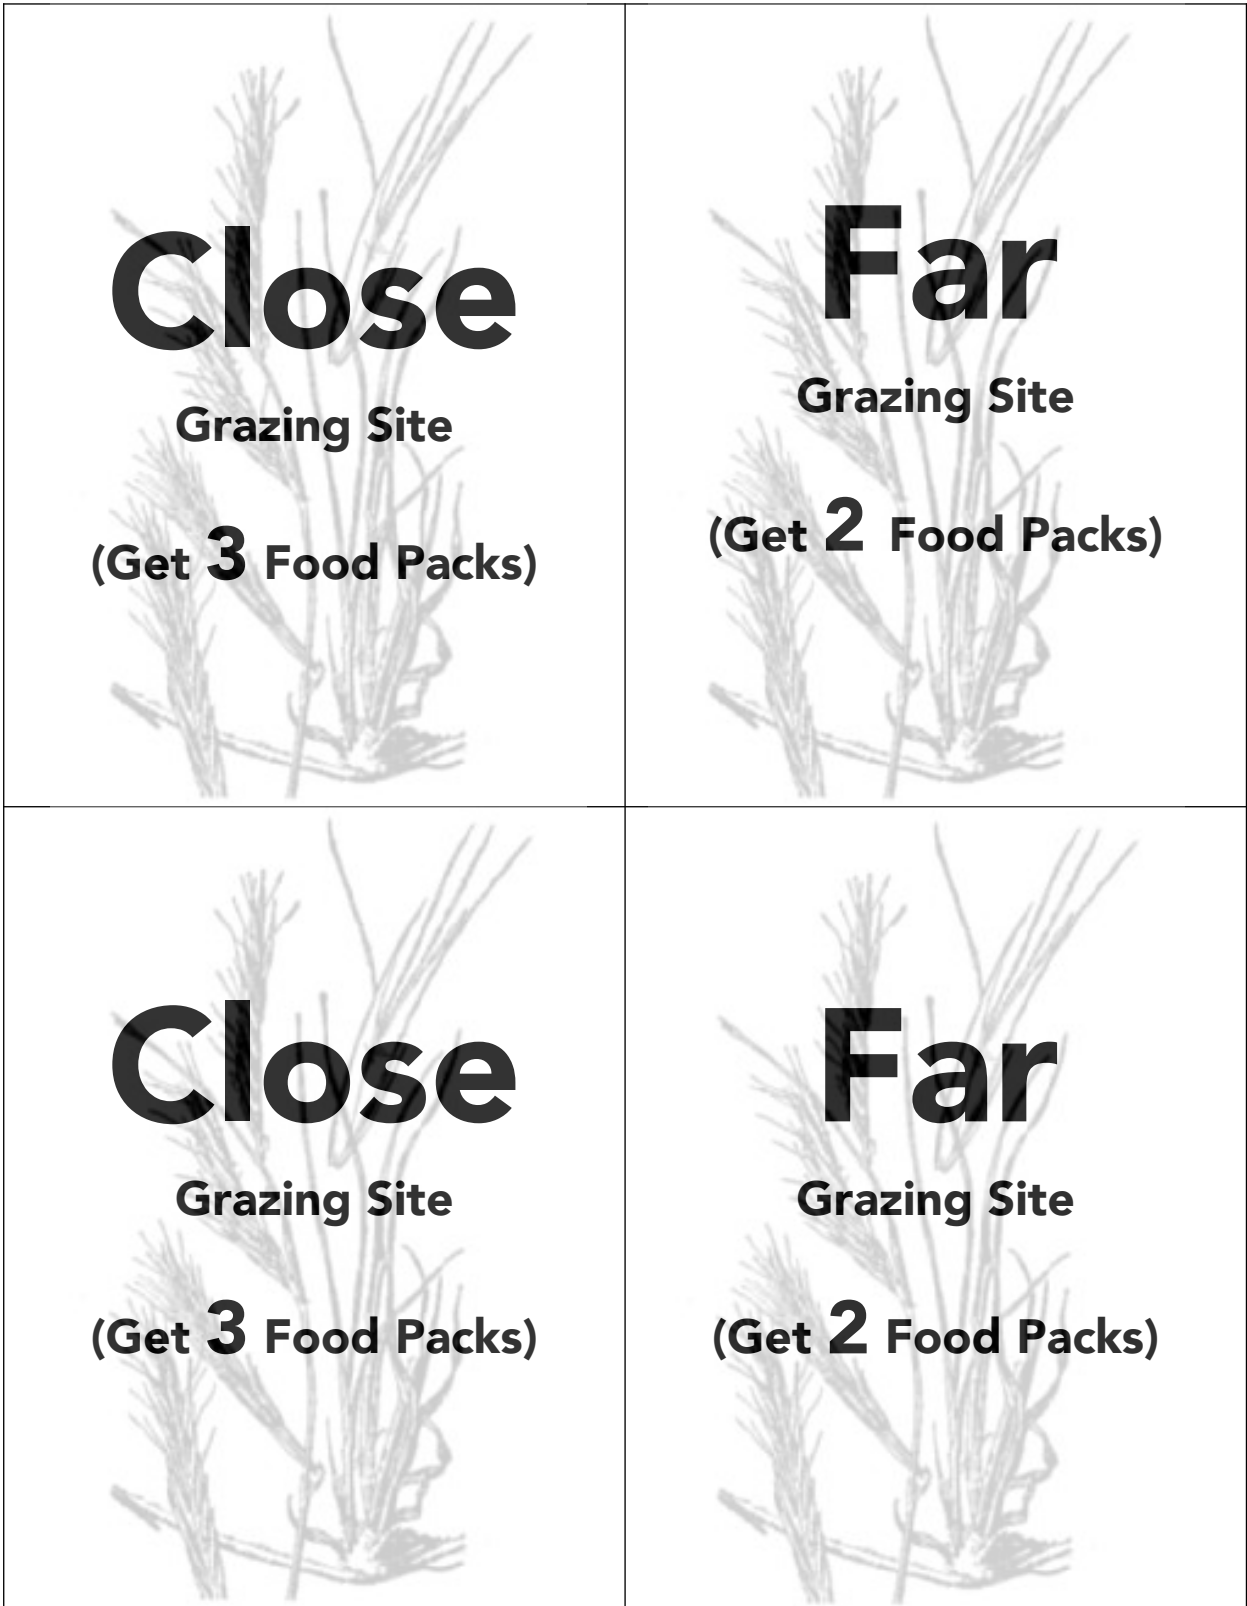 Close
Grazing Site
(Get 3 Food Packs)
Far
Grazing Site
(Get 2 Food Packs)
Close
Grazing Site
(Get 3 Food Packs)
Far
Grazing Site
(Get 2 Food Packs)